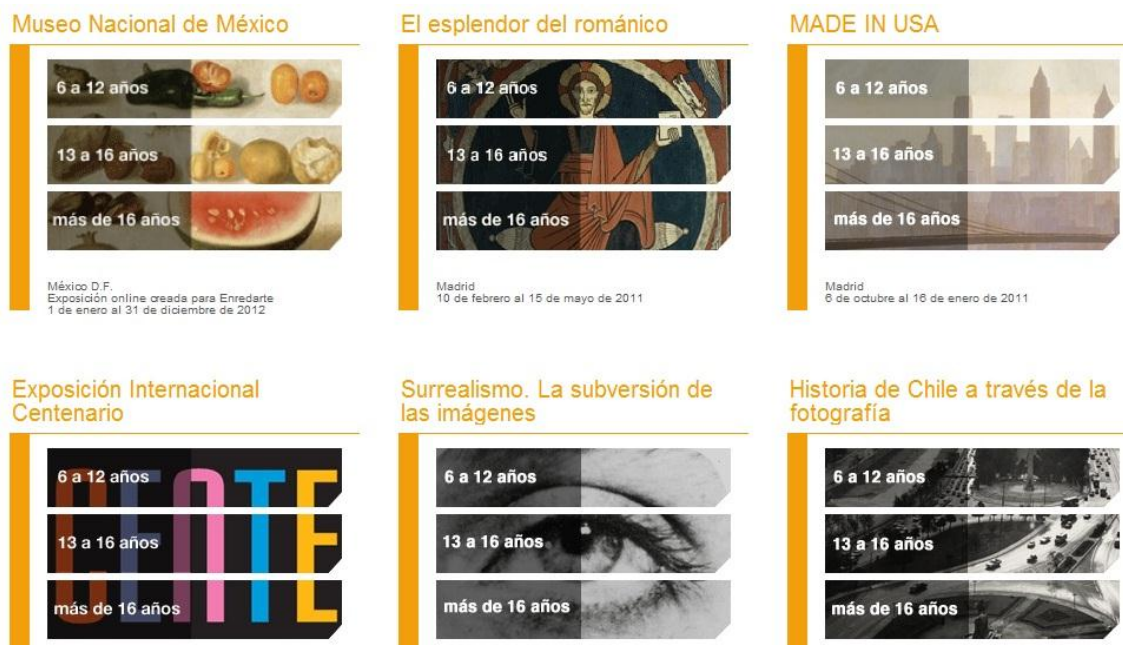 Museo Nacional de México
6 a 12 años
13 a 16 años
más de 16 años
México D.F.
Exposición online creada para Enredarte
1 de enero al 31 de diciembre de 2012
El esplendor del románico
6 a 12 años
13 a 16 años
más de 16 años
Madrid
10 de febrero al 15 de mayo de 2011
MADE IN USA
6 a 12 años
13 a 16 años
más de 16 años
Madrid
6 de octubre al 16 de enero de 2011
Exposición Internacional
Centenario
CENTE
6 a 12 años
13 a 16 años
más de 16 años
Surrealismo. La subversión de
las imágenes
6 a 12 años
13 a 16 años
más de 16 años
Historia de Chile a través de la
fotografía
6 a 12 años
13 a 16 años
más de 16 años